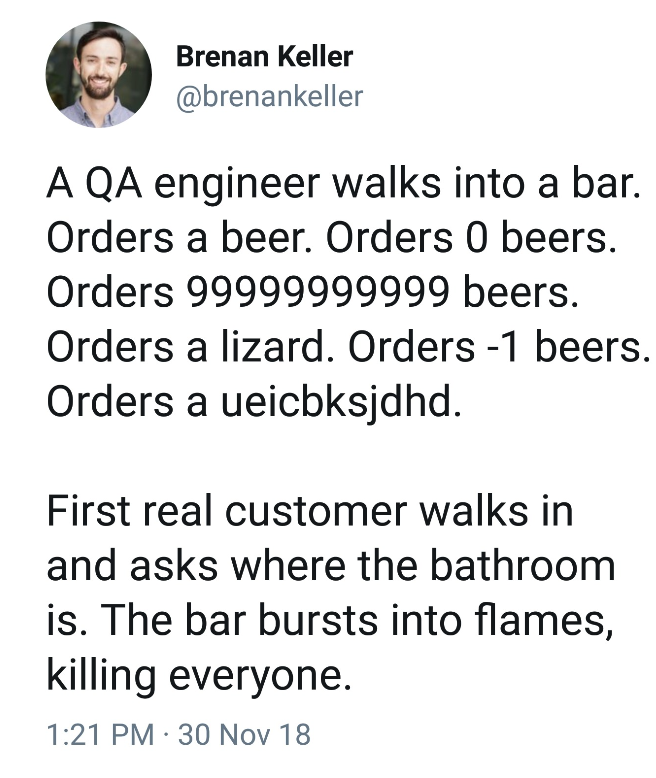 Brenan Keller
@brenankeller
A QA engineer walks into a bar.
Orders a beer. Orders 0 beers.
Orders 99999999999 beers.
Orders a lizard. Orders -1 beers.
Orders a ueicbksjdhd.
First real customer walks in
and asks where the bathroom
is. The bar bursts into flames,
killing everyone.
1:21 PM · 30 Nov 18